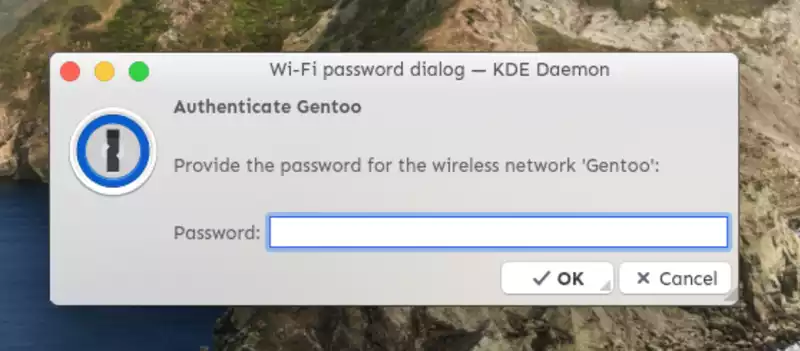 Wi-Fi password dialog — KDE Daemon
Authenticate Gentoo
Provide the password for the wireless network 'Gentoo':
Password:
OK
Cancel